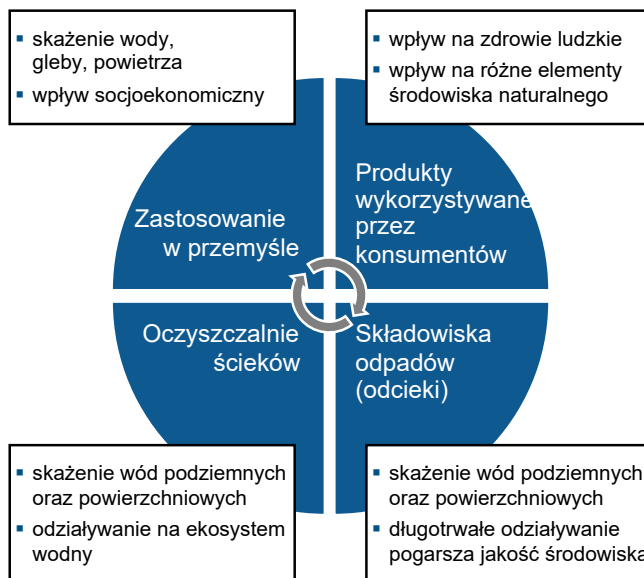 skażenie wody,
gleby, powietrza
wpływ socjoekonomiczny
wpływ na zdrowie ludzkie
wpływ na różne elementy
środowiska naturalnego
Zastosowanie
w przemyśle
Produkty
wykorzystywane
przez
konsumentów
Oczyszczalnie
ścieków
Składowiska
odpadów
(odcieki)
skażenie wód podziemnych
oraz powierzchniowych
odziaływanie na ekosystem
wodny
skażenie wód podziemnych
oraz powierzchniowych
długotrwałe odziaływanie
pogarsza jakość środowiska